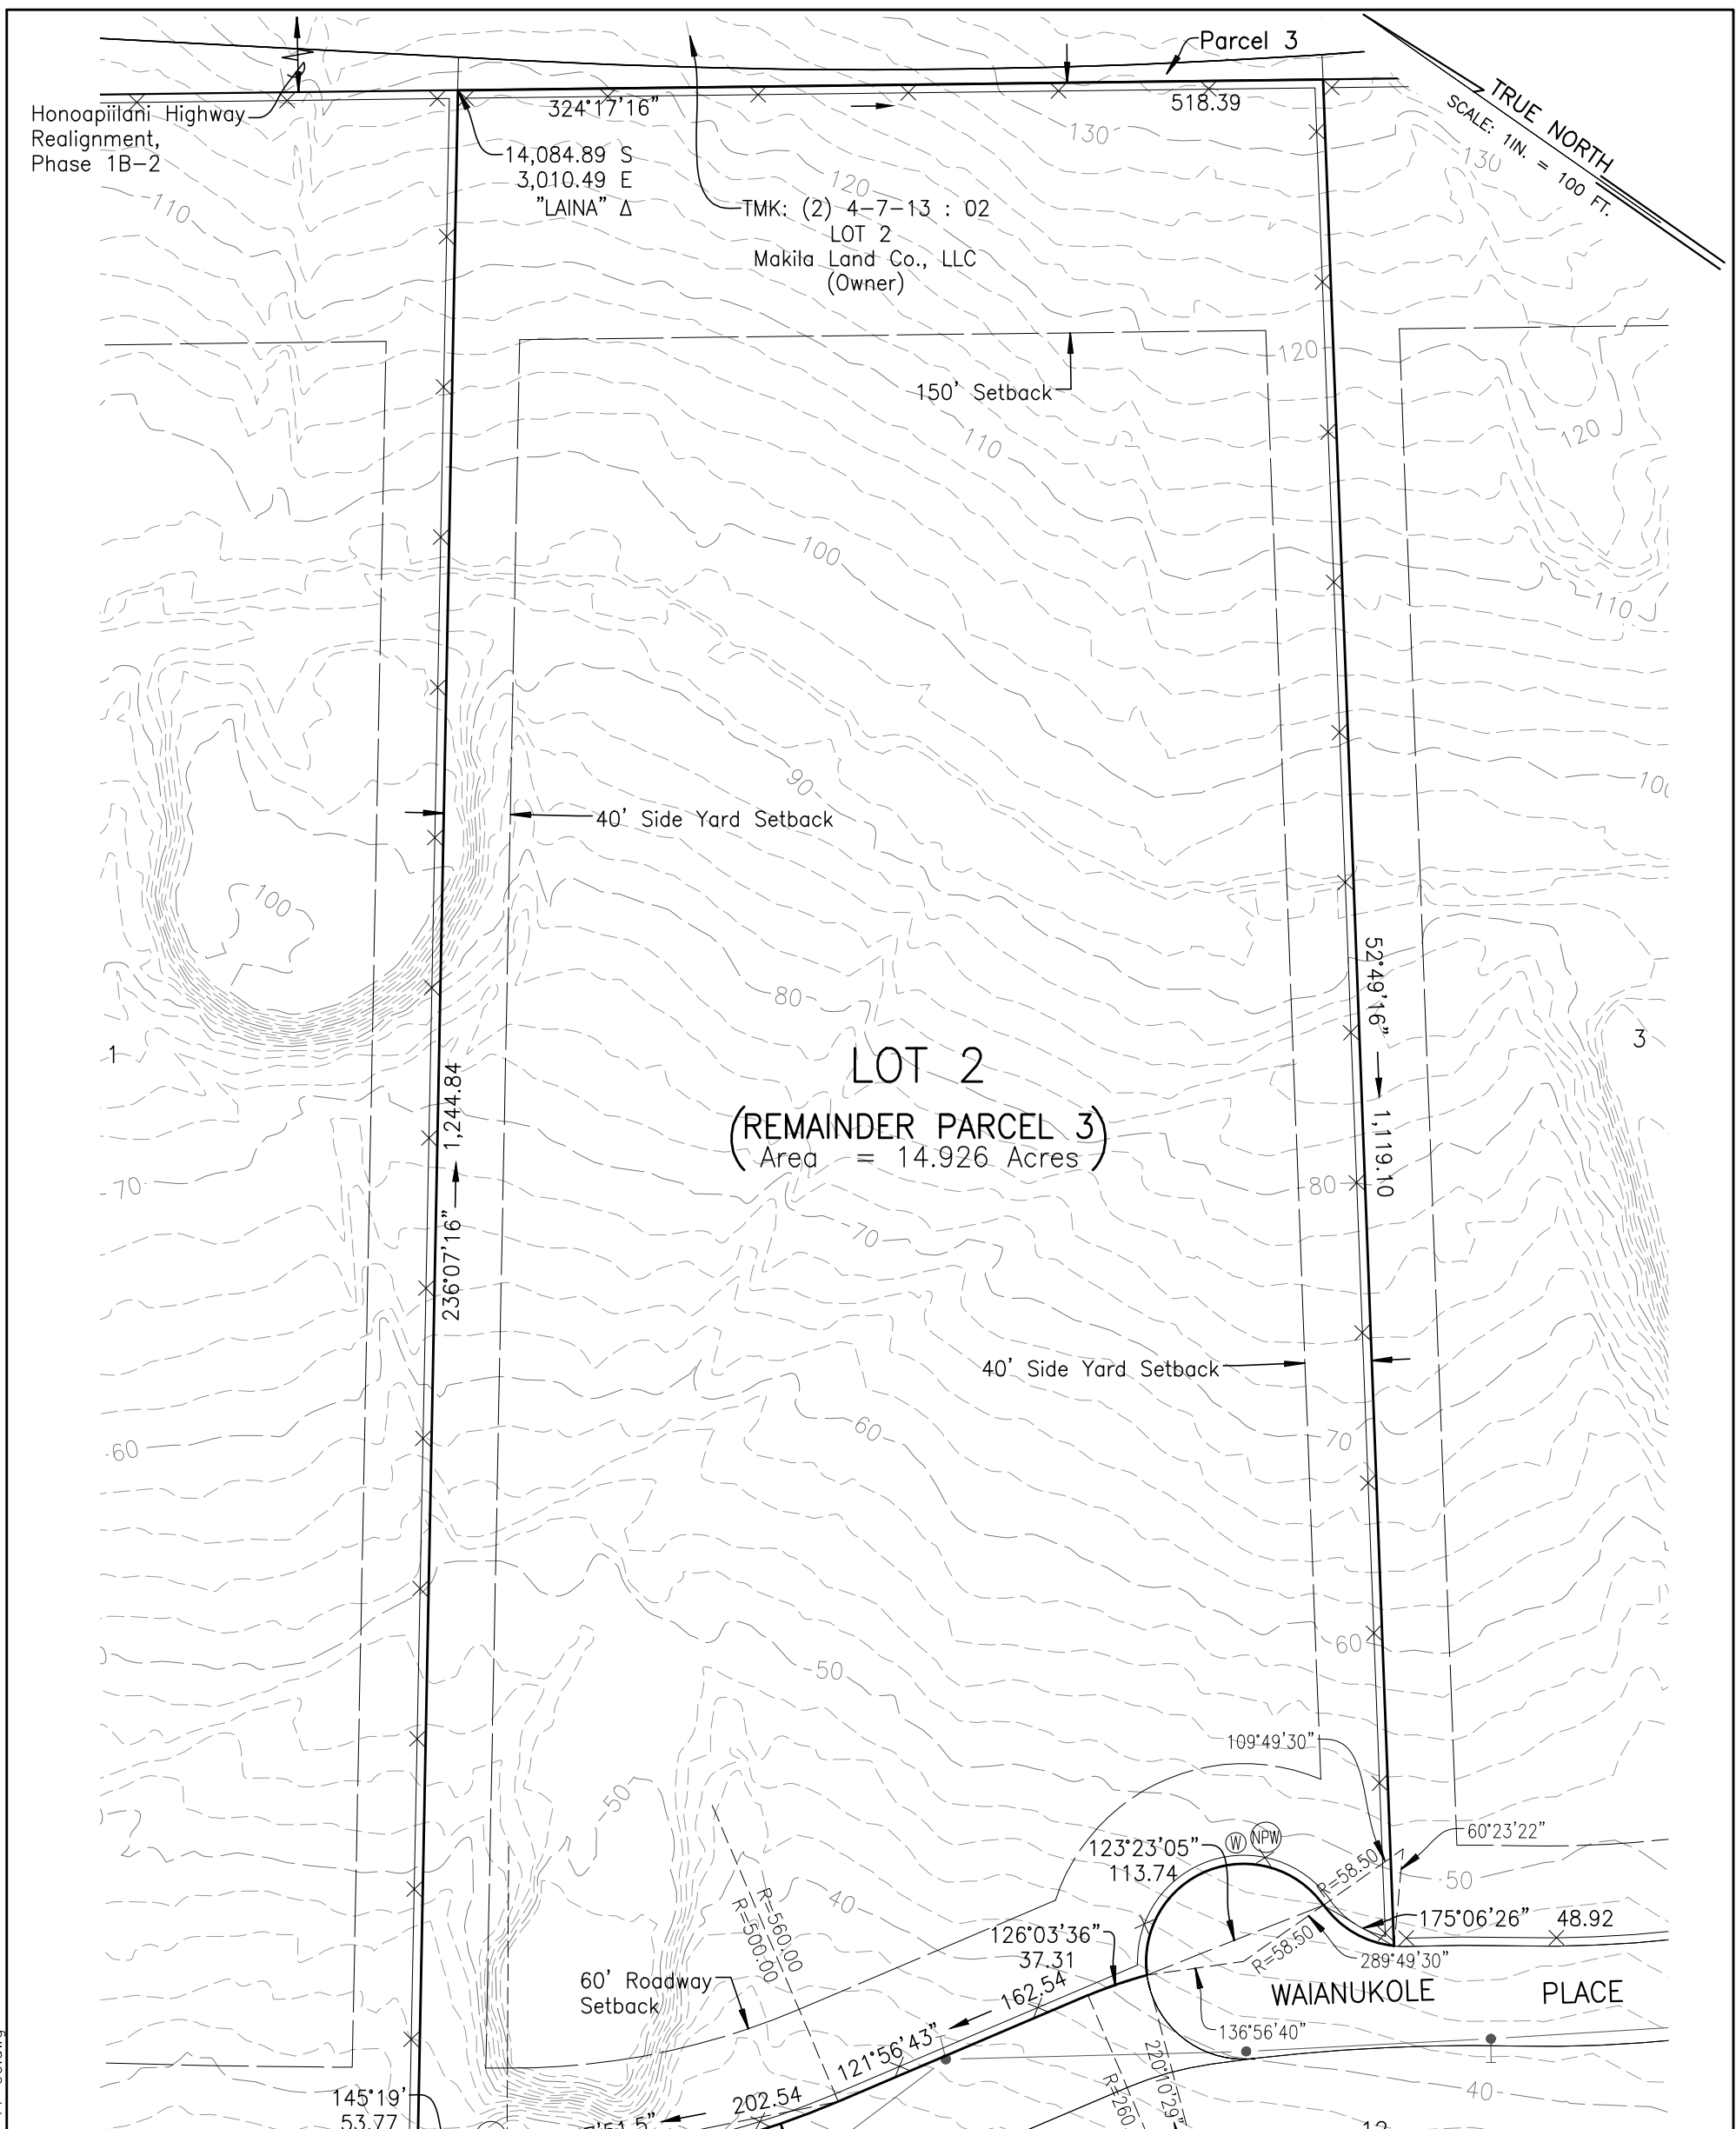 Parcel 3
TRUE NORTH
SCALE: 1IN. = 100 FT.
Honoapiilani Highway
Realignment,
Phase 1B-2
324°17'16"
518.39
14,084.89 S
3,010.49 E
"LAINA" Δ
TMK: (2) 4-7-13 : 02
LOT 2
Makila Land Co., LLC
(Owner)
130
130
110
120
120
150' Setback
110
120
100
110
90
100
40' Side Yard Setback
100
80
52°49'16"
1,119.10
1
3
LOT 2
(REMAINDER PARCEL 3)
Area = 14.926 Acres
1,244.84
236°07'16"
70
80
70
40' Side Yard Setback
60
60
70
60
50
109°49'30"
50
60°23'22"
123°23'05"
113.74
W
NPW
R=58.50
50
40
R=560.00
R=500.00
175°06'26"
48.92
126°03'36"
37.31
R=58.50
289°49'30"
60' Roadway
Setback
162.54
WAIANUKOLE PLACE
136°56'40"
121°56'43"
220°10'29"
R=260
40
145°19'
53.77
202.54
'51.5"